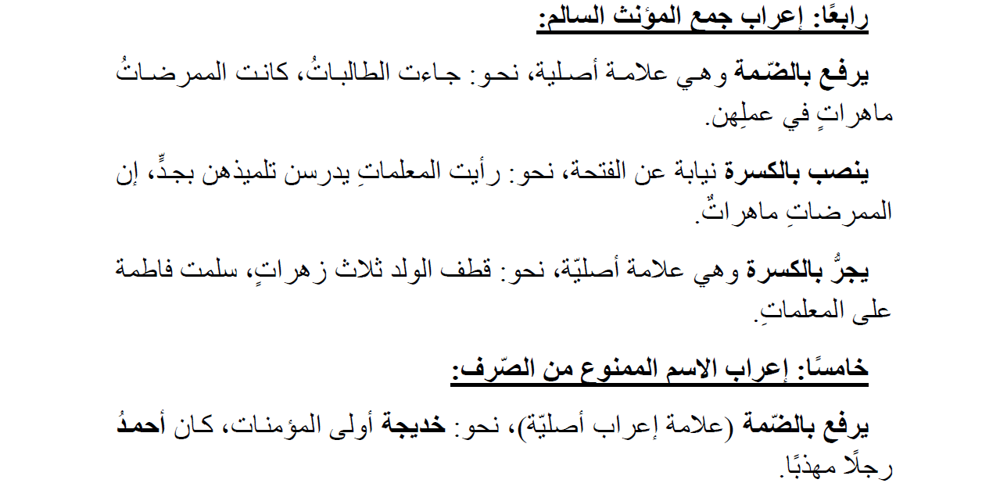 رابعًا: إعراب جمع المؤنث السالم:
يرفع بالضّمة وهي علامة أصلية، نحو: جاءت الطالباتُ، كانت الممرضاتُ
ماهراتٍ في عملِهن.
ينصب بالكسرة نيابة عن الفتحة، نحو: رأيت المعلماتِ يدرسن تلميذهن بجدٍّ، إن
الممرضاتِ ماهراتٌ.
يجرُّ بالكسرة وهي علامة أصليّة، نحو: قطف الولد ثلاث زهراتٍ، سلمت فاطمة
على المعلماتِ.
خامسًا: إعراب الاسم الممنوع من الصّرف:
يرفع بالضّمة (علامة إعراب أصليّة)، نحو: خديجة أولى المؤمنات، كان أحمدُ
رجلًا مهذبًا.